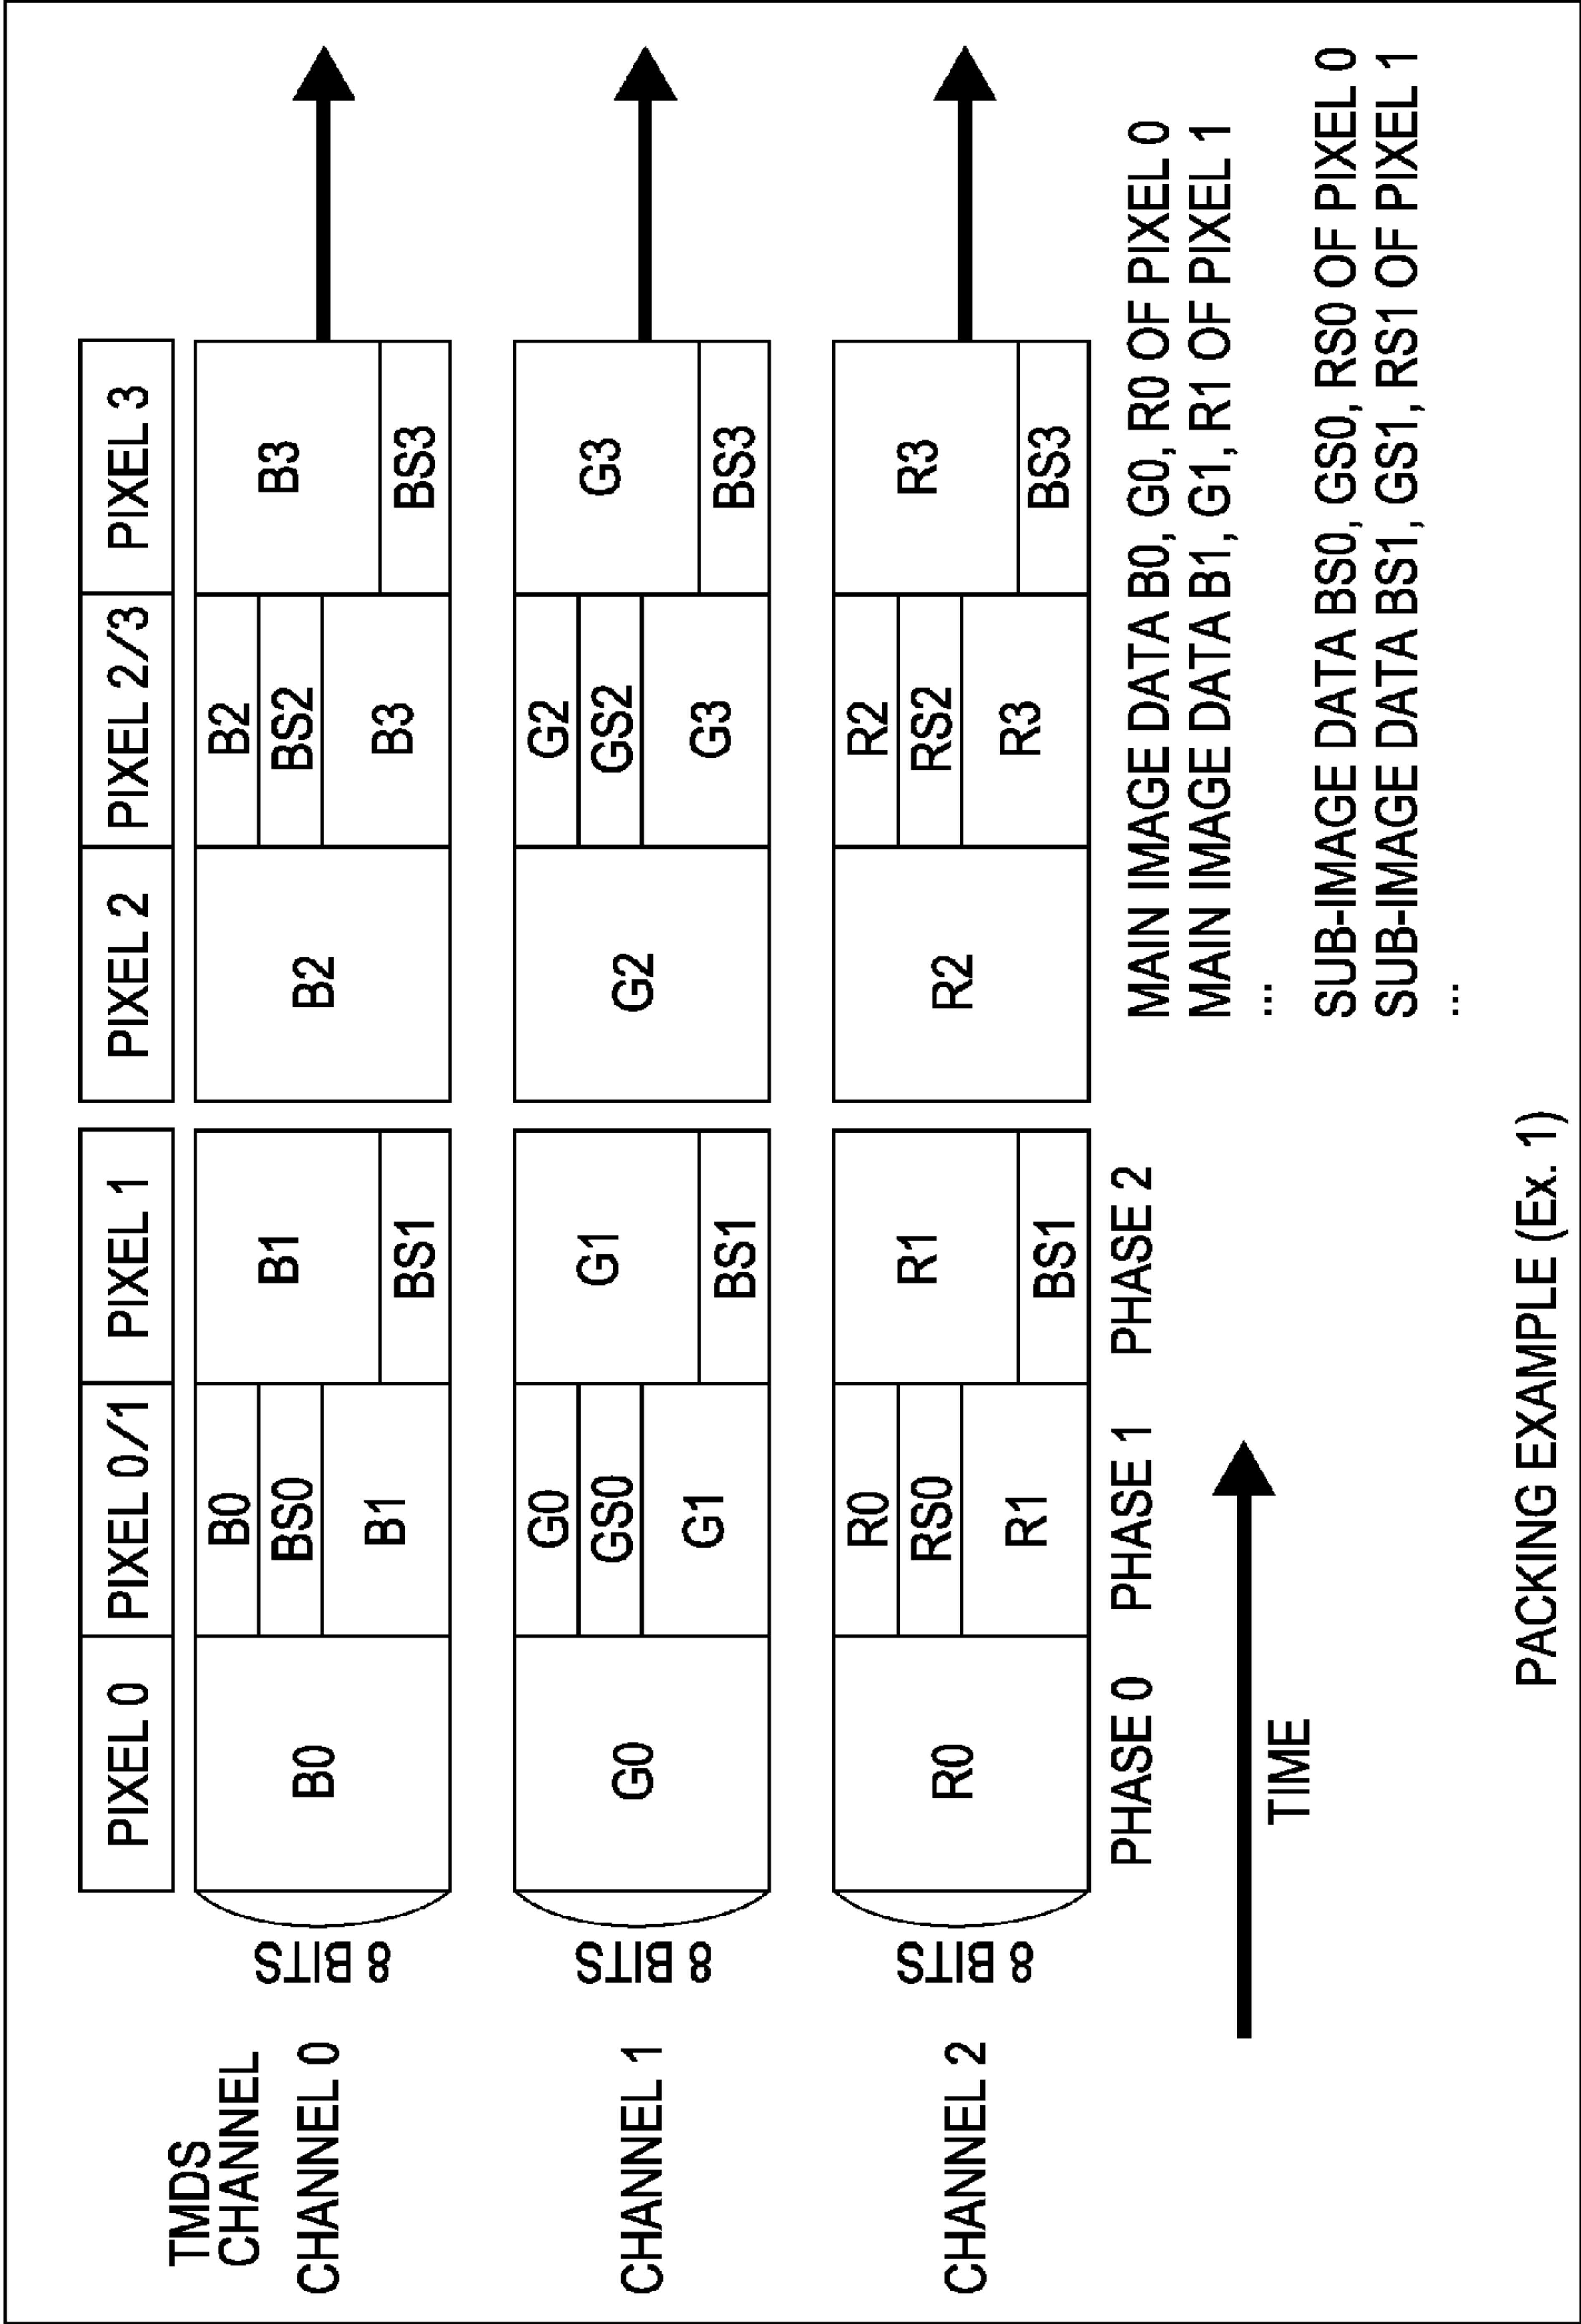 TMDS
CHANNEL
PIXEL 0
PIXEL 0/1
PIXEL 1
PIXEL 2
PIXEL 2/3
PIXEL 3
CHANNEL 0
8 BITS
B0
B0
BS0
B1
B1
BS1
B2
B2
BS2
B3
B3
BS3
CHANNEL 1
8 BITS
G0
G0
GS0
G1
G1
BS1
G2
G2
GS2
G3
G3
BS3
CHANNEL 2
8 BITS
R0
R0
RS0
R1
R1
BS1
R2
R2
RS2
R3
R3
BS3
PHASE 0
PHASE 1
PHASE 2
TIME
MAIN IMAGE DATA B0, G0, R0 OF PIXEL 0
MAIN IMAGE DATA B1, G1, R1 OF PIXEL 1
...
SUB-IMAGE DATA BS0, GS0, RS0 OF PIXEL 0
SUB-IMAGE DATA BS1, GS1, RS1 OF PIXEL 1
...
PACKING EXAMPLE (Ex. 1)